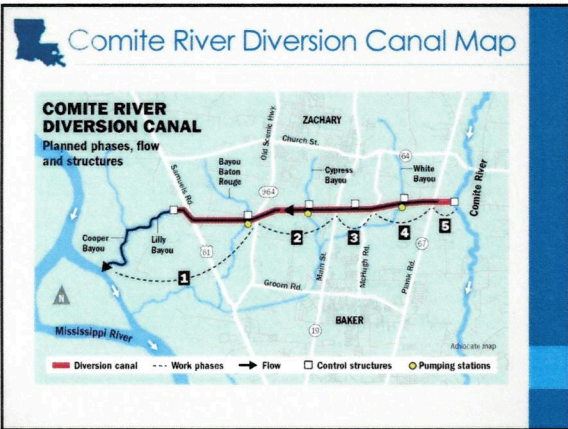 Comite River Diversion Canal Map
COMITE RIVER
DIVERSION CANAL
Planned phases, flow
and structures
ZACHARY
Church St.
Old Scenic Hwy.
Samuels Rd.
Bayou
Baton
Rouge
964
Cypress
Bayou
64
White
Bayou
Comite River
Cooper
Bayou
Lilly
Bayou
61
1
2
3
4
5
67
Groom Rd.
Main St.
McHugh Rd.
Plank Rd.
N
BAKER
19
Mississippi River
Advocate map
Diversion canal
Work phases
Flow
Control structures
Pumping stations